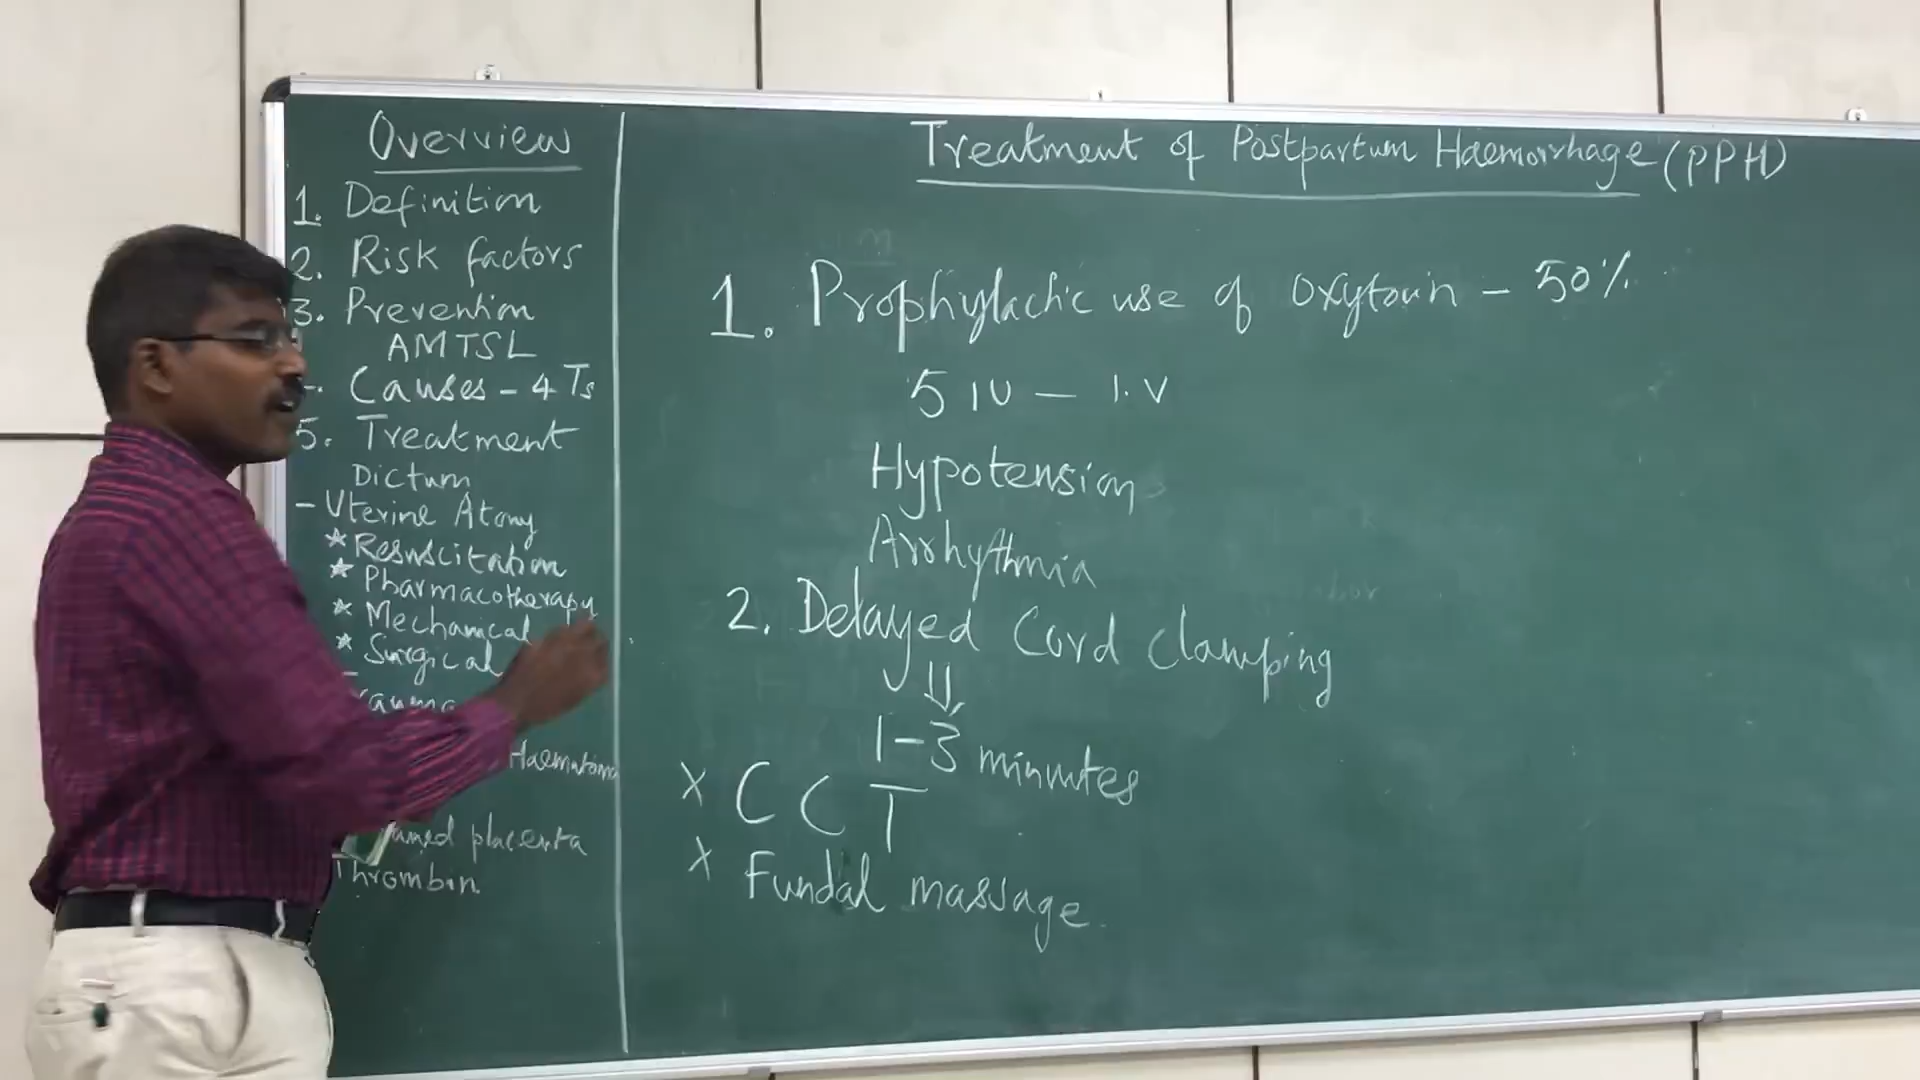 Overview
1. Definition
2. Risk factors
3. Prevention
AMTSL
Causes - 4 Ts
5. Treatment
Dictum
- Uterine Atony
* Resuscitation
* Pharmacotherapy
* Mechanical
* Surgical
Haematoma
placenta
Thrombin
Treatment of Postpartum Haemorrhage (PPH)
1. Prophylactic use of Oxytocin - 50%
5 IU — I.V
Hypotension
Arrhythmia
2. Delayed Cord clamping
⇓
1-3 minutes
x C C T
x Fundal massage.